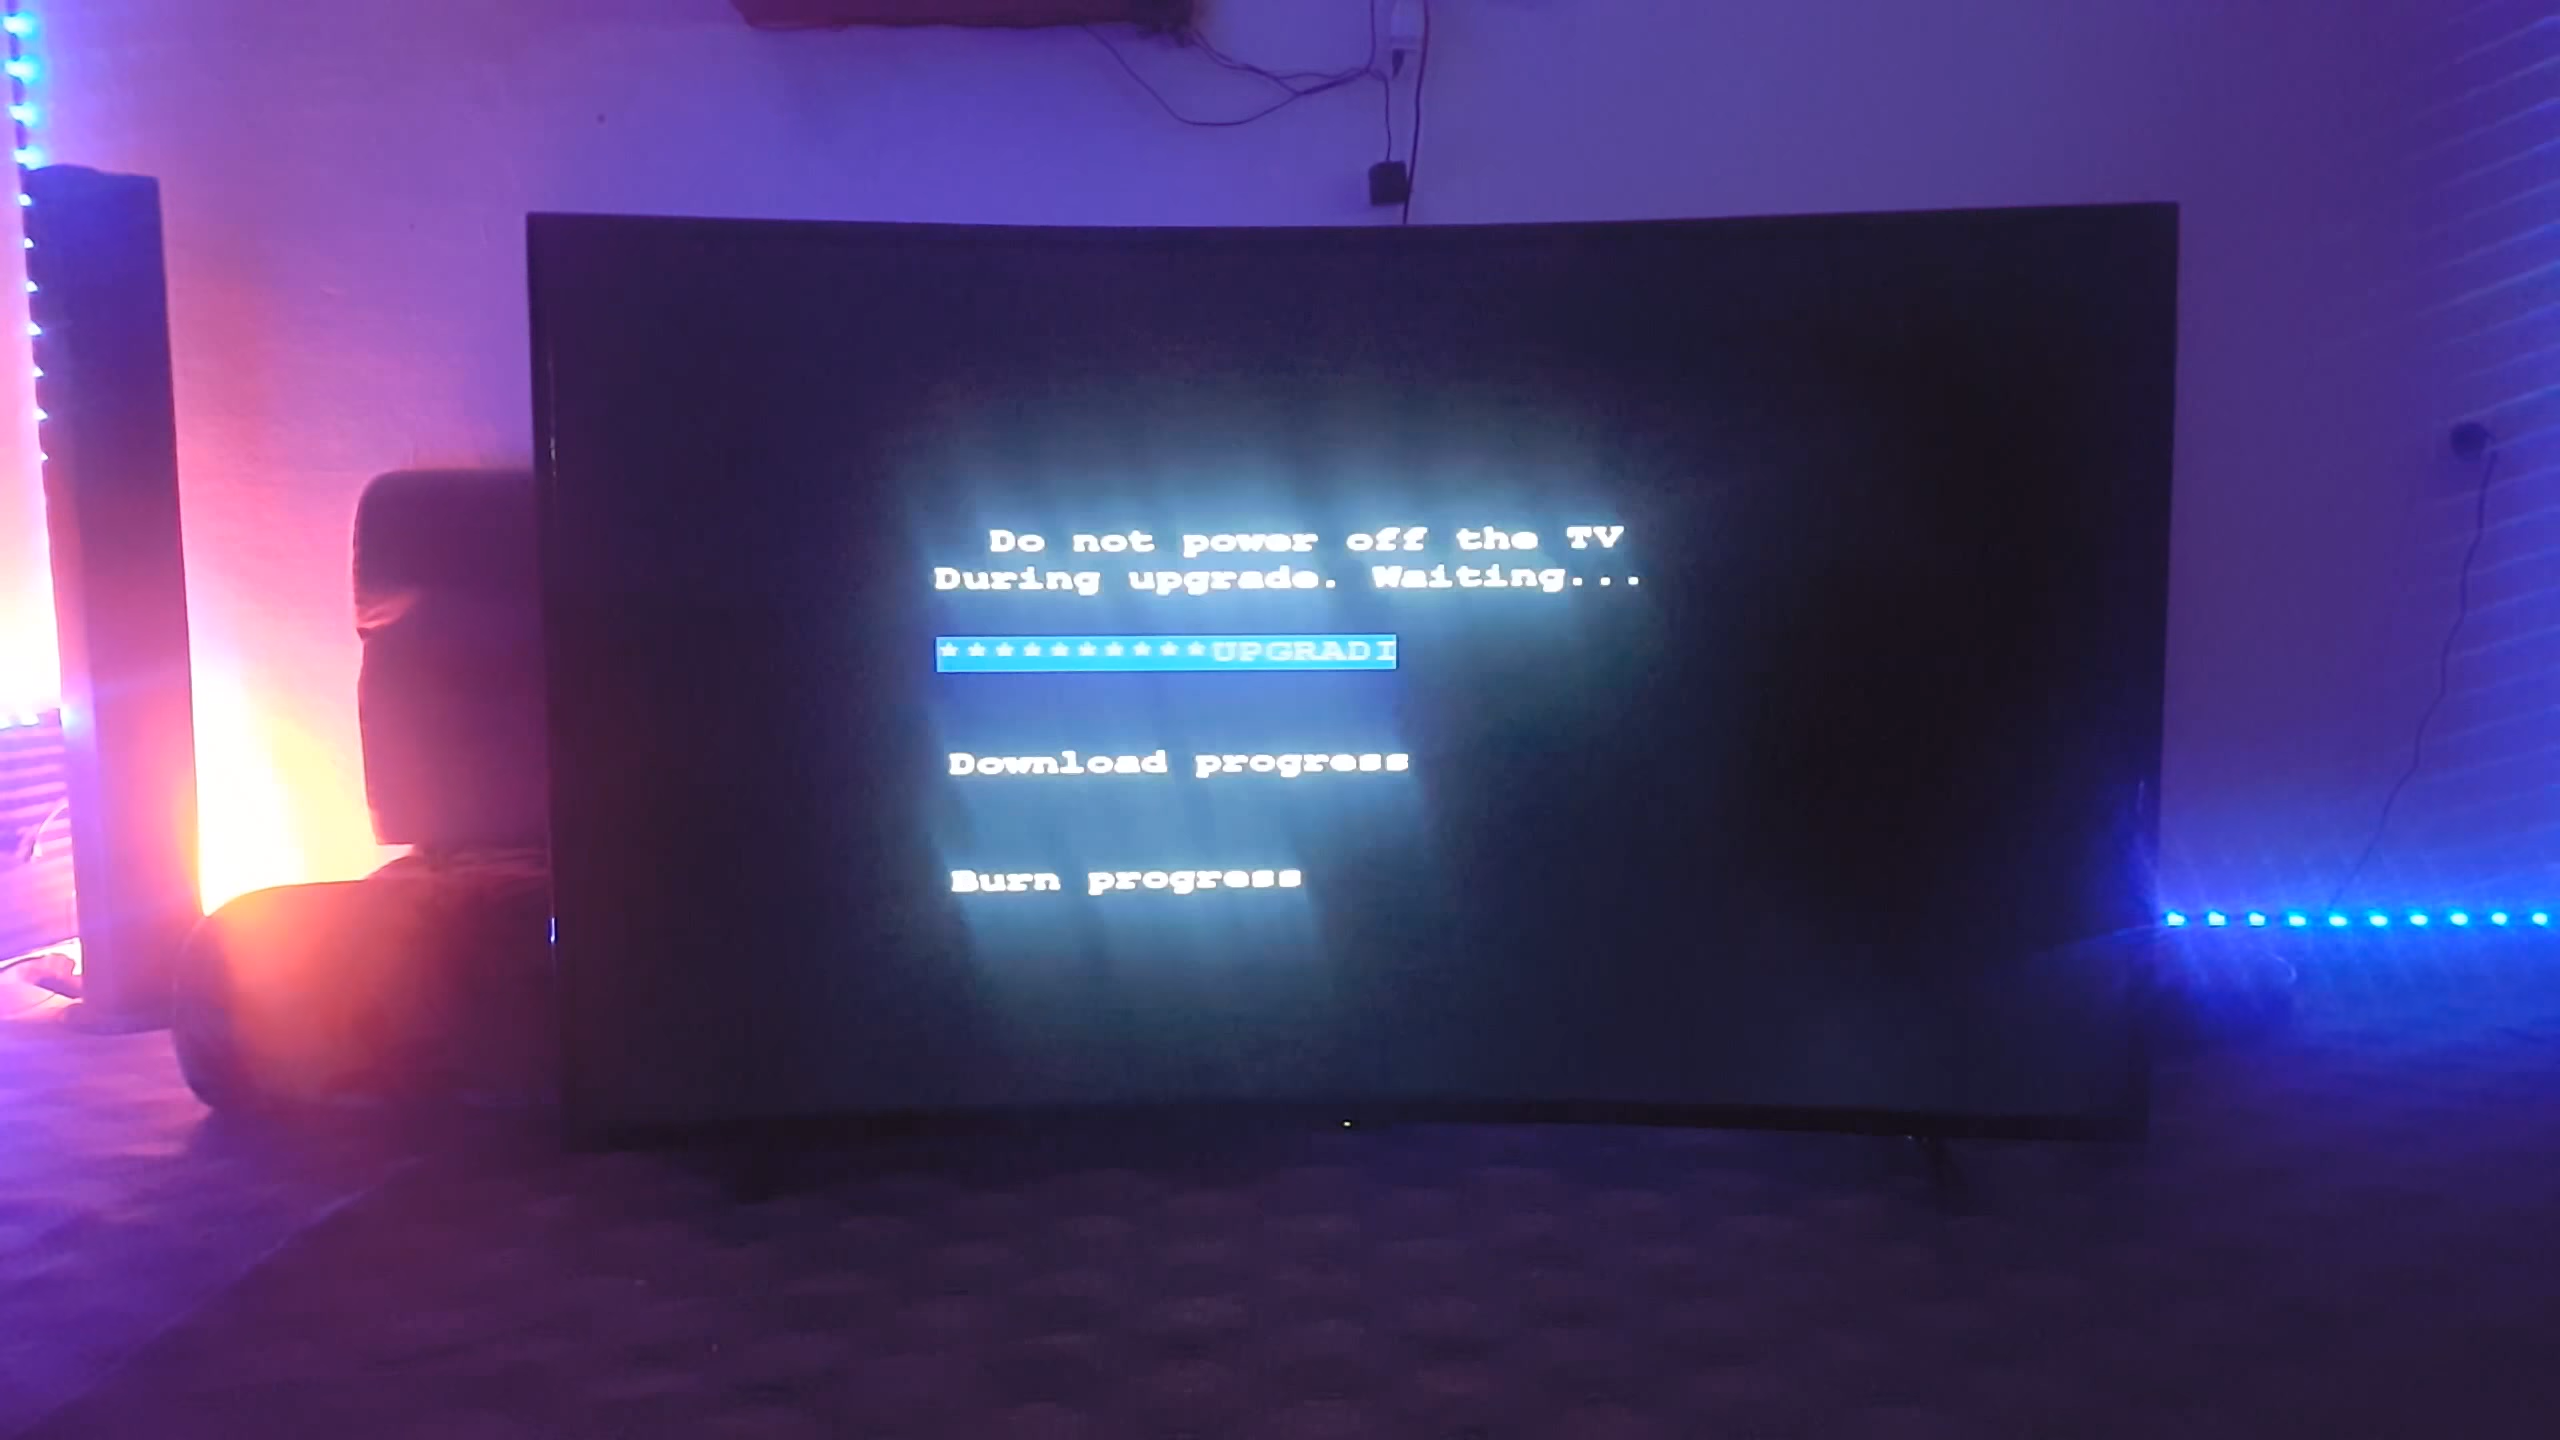 Do not power off the TV
During upgrade. Waiting...
**********UPGRADI
Download progress
Burn progress